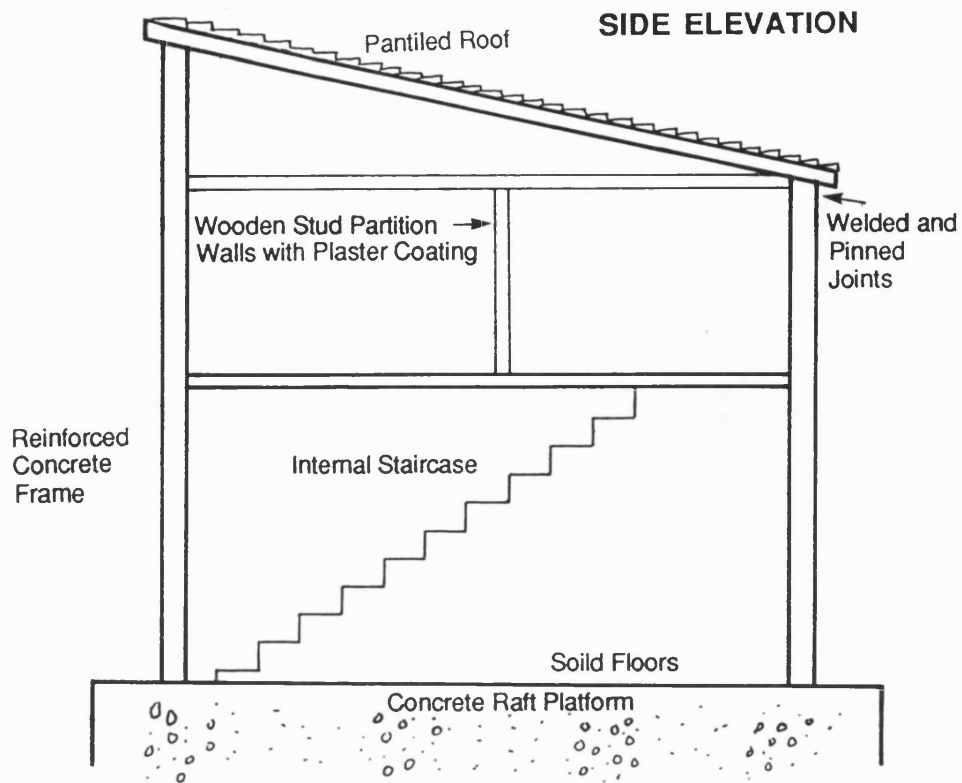 SIDE ELEVATION
Pantiled Roof
Wooden Stud Partition
Walls with Plaster Coating
Welded and
Pinned
Joints
Reinforced
Concrete
Frame
Internal Staircase
Soild Floors
Concrete Raft Platform